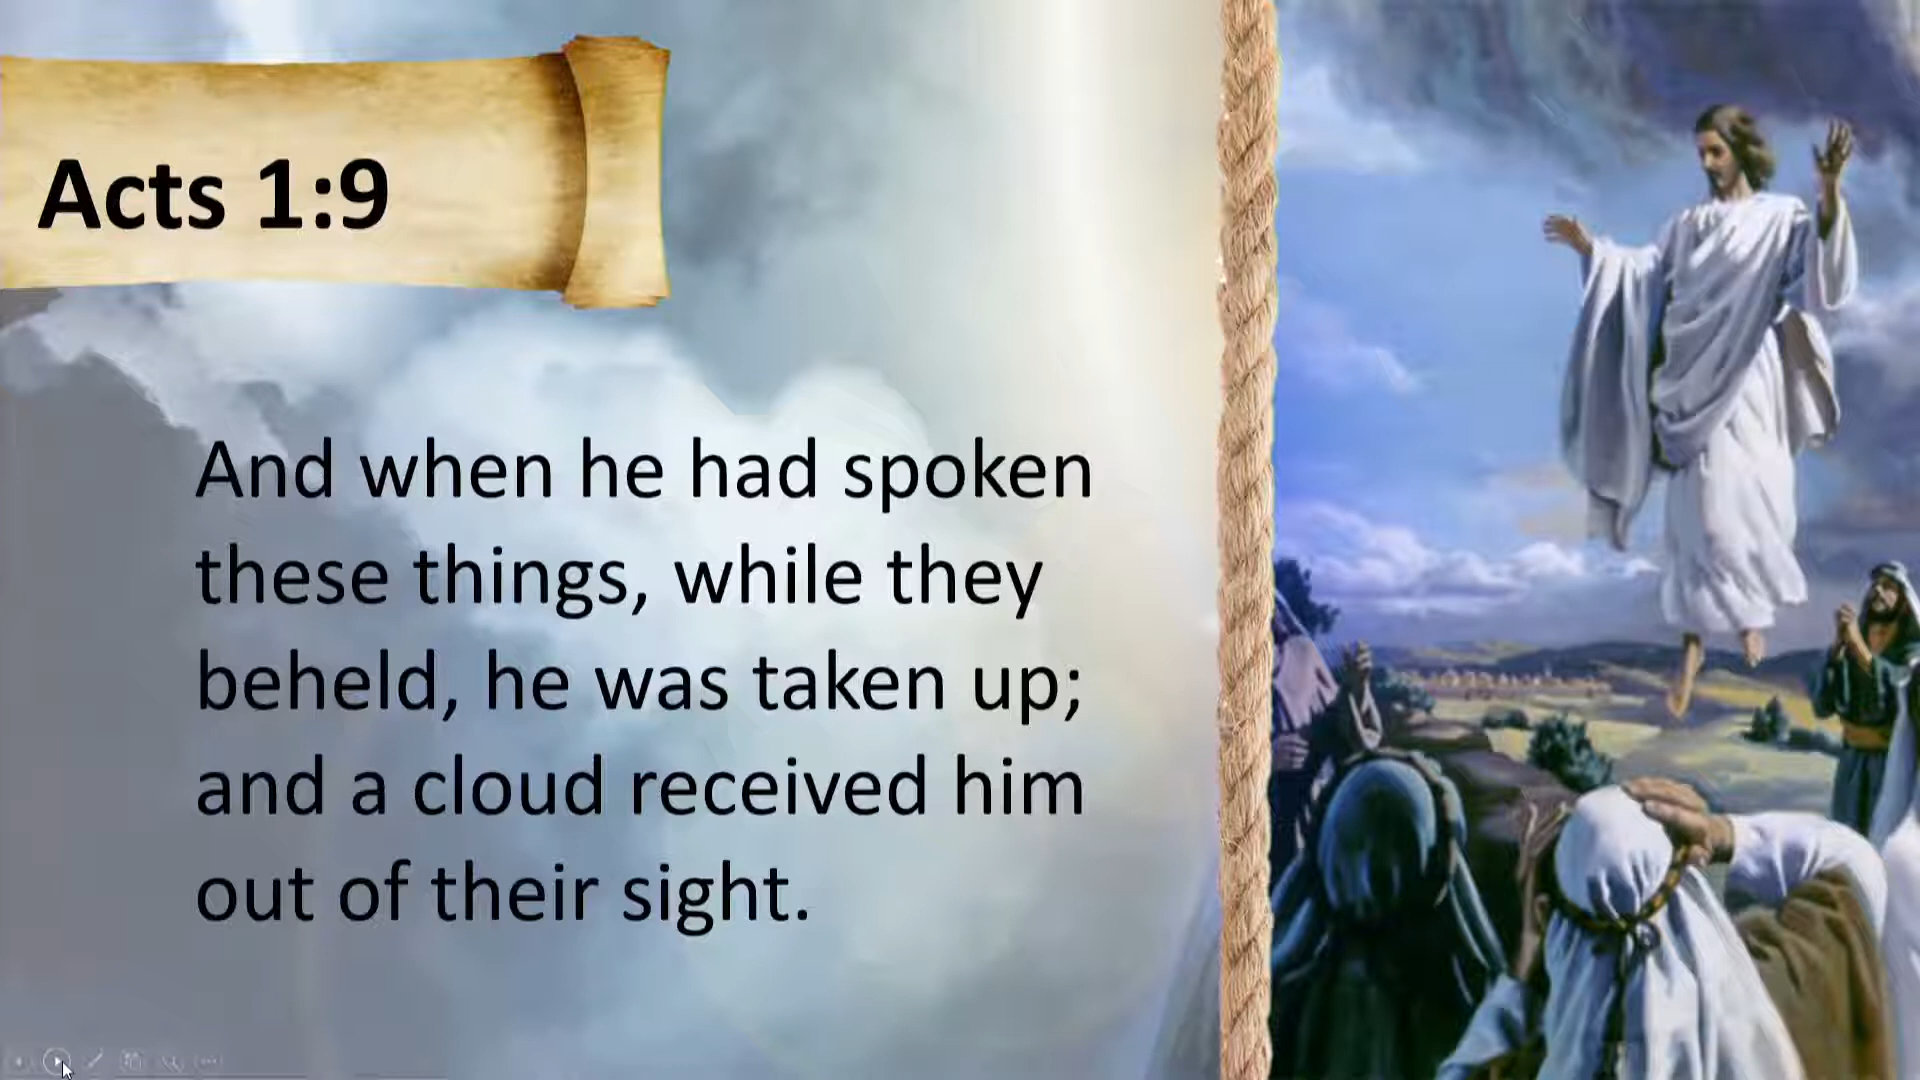 Acts 1:9
And when he had spoken
these things, while they
beheld, he was taken up;
and a cloud received him
out of their sight.